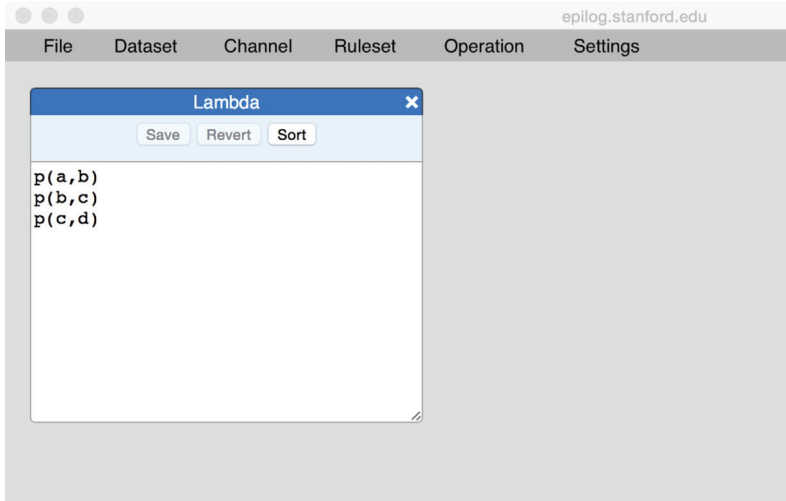 epilog.stanford.edu
File Dataset Channel Ruleset Operation Settings
Lambda
Save Revert Sort
p(a,b)
p(b,c)
p(c,d)